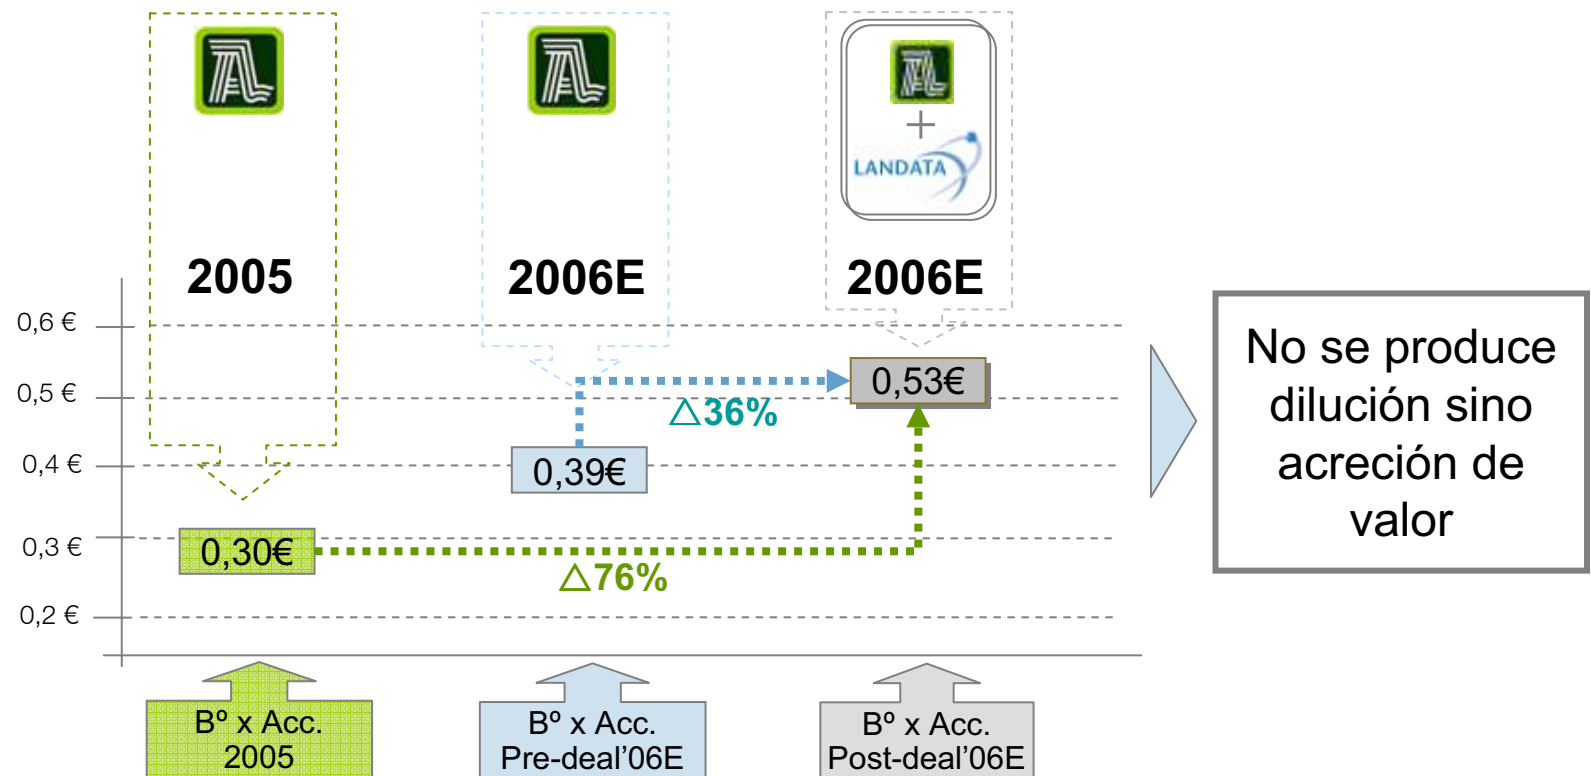 LANDATA
2005
2006E
2006E
0,6 €
0,5 €
0,4 €
0,3 €
0,2 €
0,30€
0,39€
0,53€
△36%
△76%
No se produce
dilución sino
acreción de
valor
Bº x Acc.
2005
Bº x Acc.
Pre-deal’06E
Bº x Acc.
Post-deal’06E